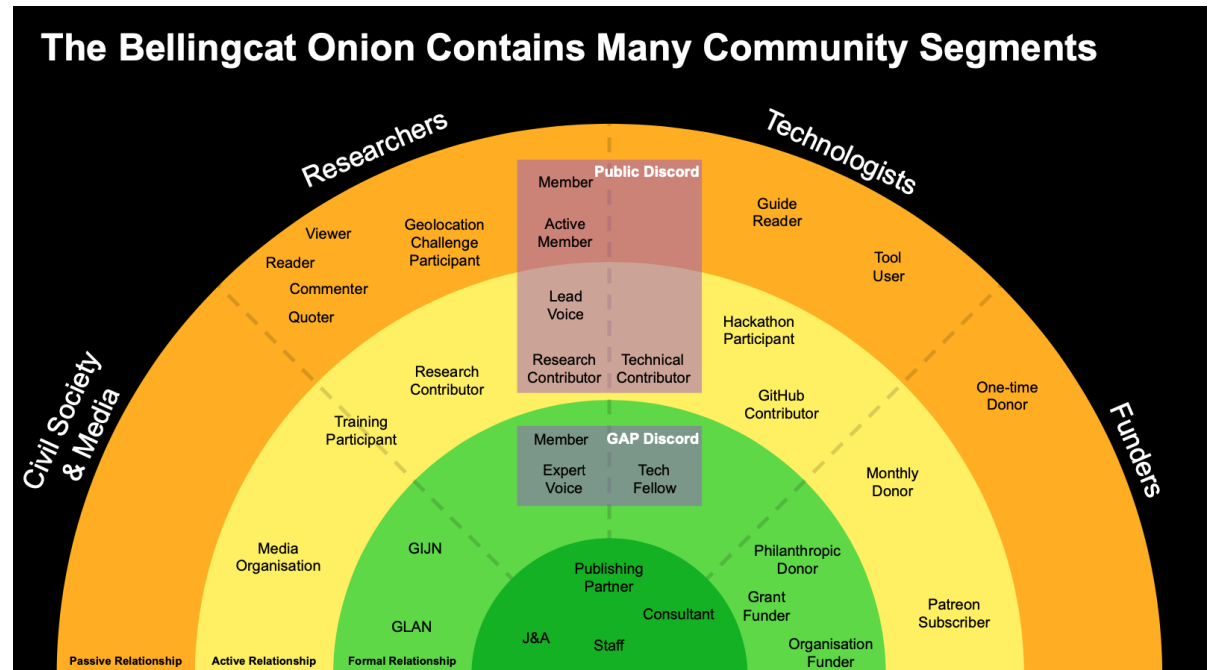 The Bellingcat Onion Contains Many Community Segments
Researchers
Technologists
Civil Society
& Media
Funders
Public Discord
Member
Active
Member
Lead
Voice
Research
Contributor
Technical
Contributor
Viewer
Reader
Commenter
Quoter
Geolocation
Challenge
Participant
Guide
Reader
Tool
User
Hackathon
Participant
GitHub
Contributor
Research
Contributor
Training
Participant
One-time
Donor
Monthly
Donor
Patreon
Subscriber
Media
Organisation
GAP Discord
Member
Expert
Voice
Tech
Fellow
GIJN
GLAN
Philanthropic
Donor
Grant
Funder
Organisation
Funder
Publishing
Partner
Consultant
J&A
Staff
Passive Relationship
Active Relationship
Formal Relationship